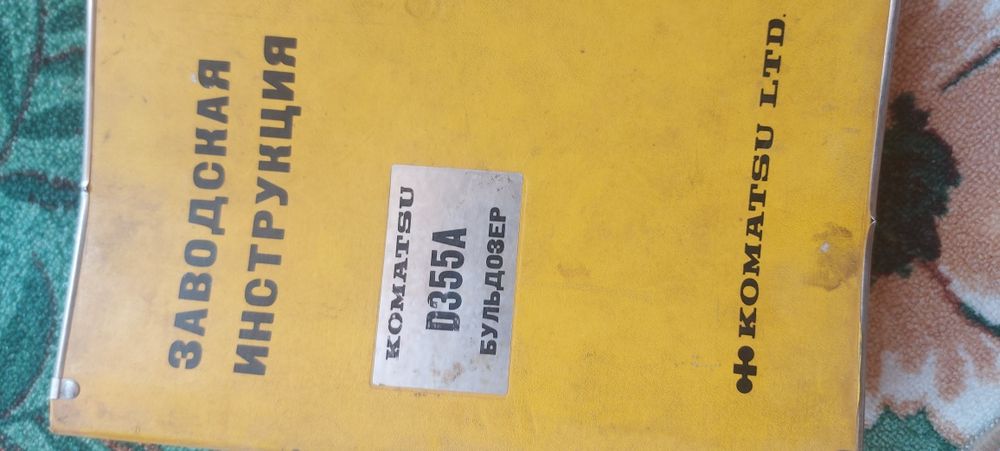 ЗАВОДСКАЯ
ИНСТРУКЦИЯ
KOMATSU
D355A
БУЛЬДОЗЕР
KOMATSU LTD.